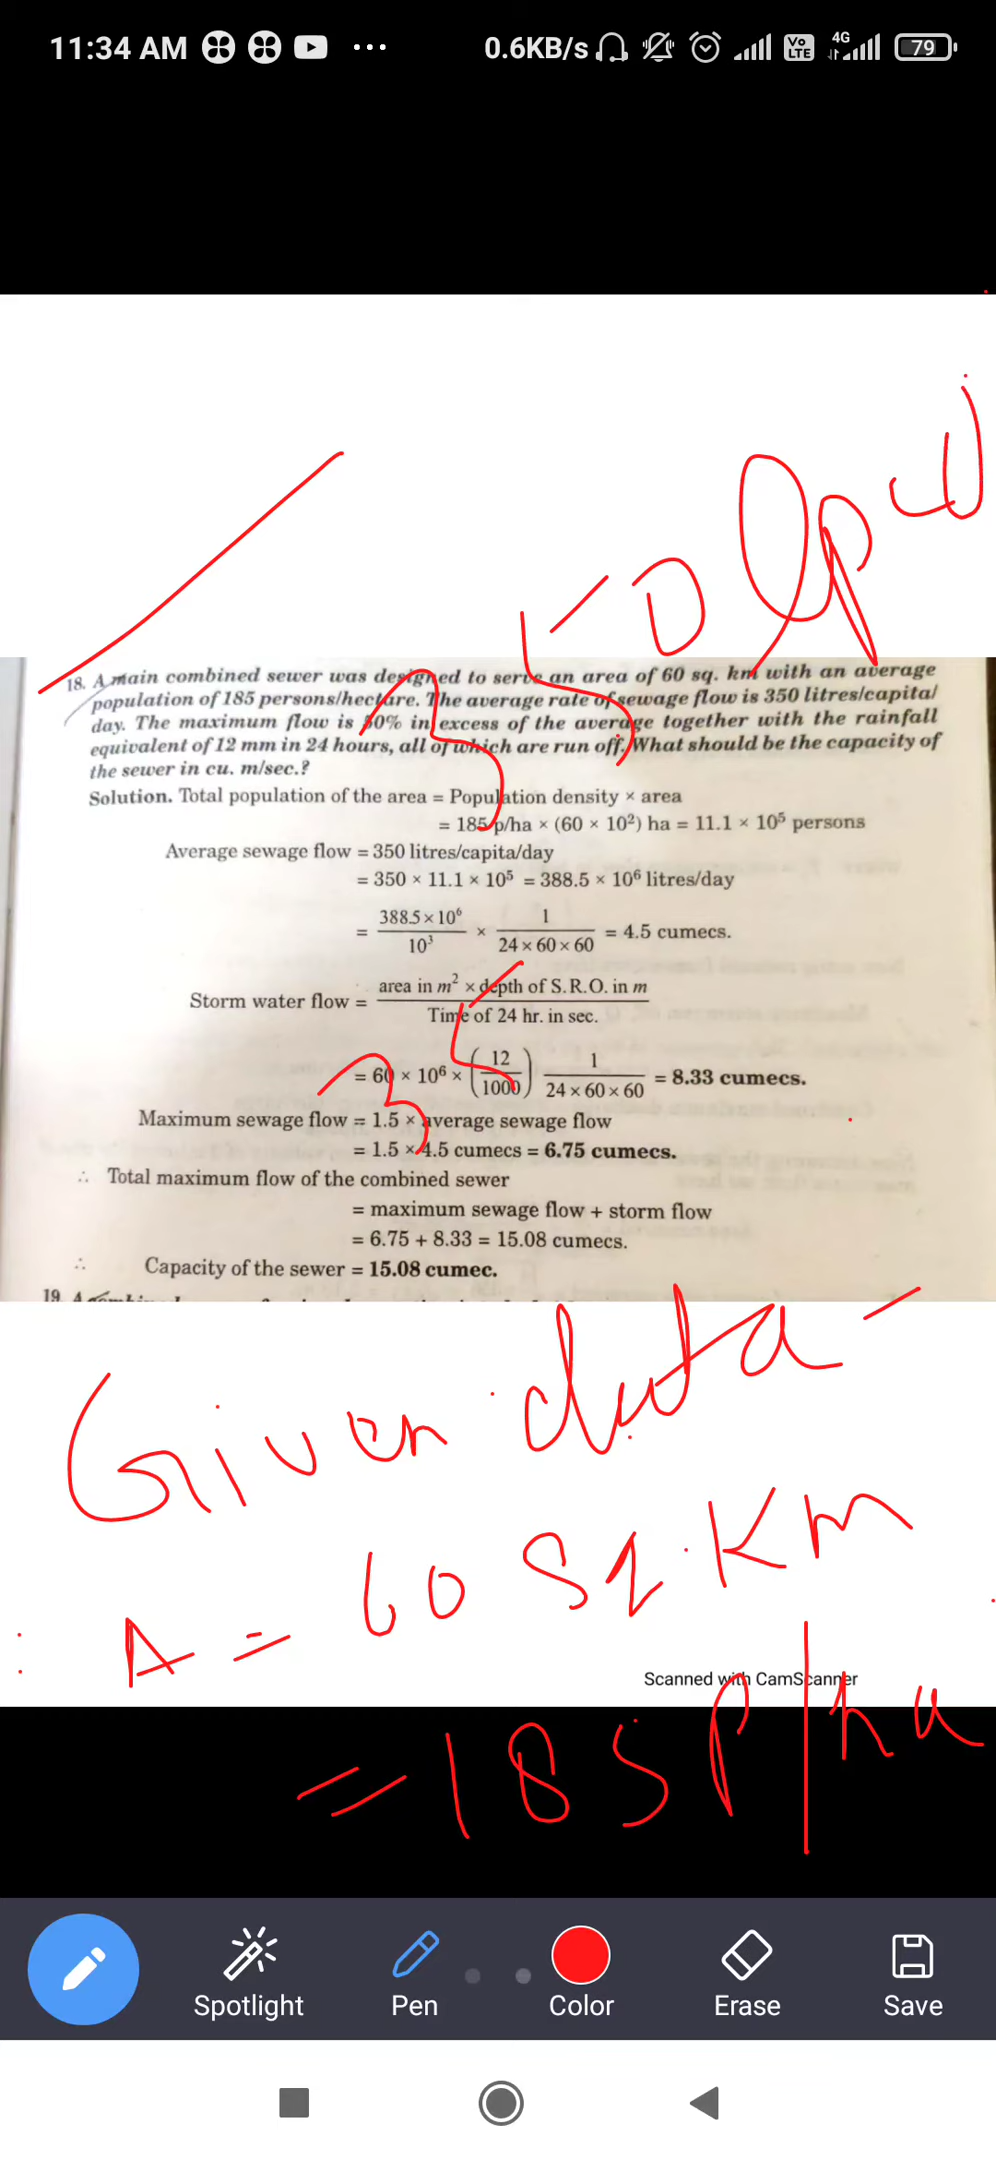 11:34 AM ... 0.6KB/s Vo LTE 4G 79
350 lpcd
18. A main combined sewer was designed to serve an area of 60 sq. km with an average
population of 185 persons/hectare. The average rate of sewage flow is 350 litres/capita/
day. The maximum flow is 50% in excess of the average together with the rainfall
equivalent of 12 mm in 24 hours, all of which are run off. What should be the capacity of
the sewer in cu. m/sec.?
Solution. Total population of the area = Population density × area
= 185 p/ha × (60 × 10²) ha = 11.1 × 10⁵ persons
Average sewage flow = 350 litres/capita/day
= 350 × 11.1 × 10⁵ = 388.5 × 10⁶ litres/day
= 388.5 × 10⁶ / 10³ × 1 / 24 × 60 × 60 = 4.5 cumecs.
Storm water flow = area in m² × depth of S.R.O. in m / Time of 24 hr. in sec.
= 60 × 10⁶ × (12 / 1000) 1 / 24 × 60 × 60 = 8.33 cumecs.
Maximum sewage flow = 1.5 × average sewage flow
= 1.5 × 4.5 cumecs = 6.75 cumecs.
∴ Total maximum flow of the combined sewer
= maximum sewage flow + storm flow
= 6.75 + 8.33 = 15.08 cumecs.
∴ Capacity of the sewer = 15.08 cumec.
19. A
Given data -
A = 60 Sq. Km
Scanned with CamScanner
= 185 P/ha
Spotlight Pen Color Erase Save